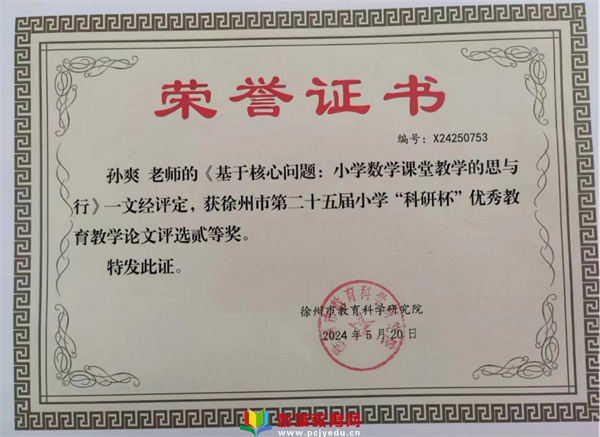 荣誉证书
编号：X24250753
孙爽 老师的《基于核心问题：小学数学课堂教学的思与
行》一文经评定，获徐州市第二十五届小学“科研杯”优秀教
育教学论文评选贰等奖。
特发此证。
徐州市教育科学研究院
2024年5月20日
www.pcjyedu.cn